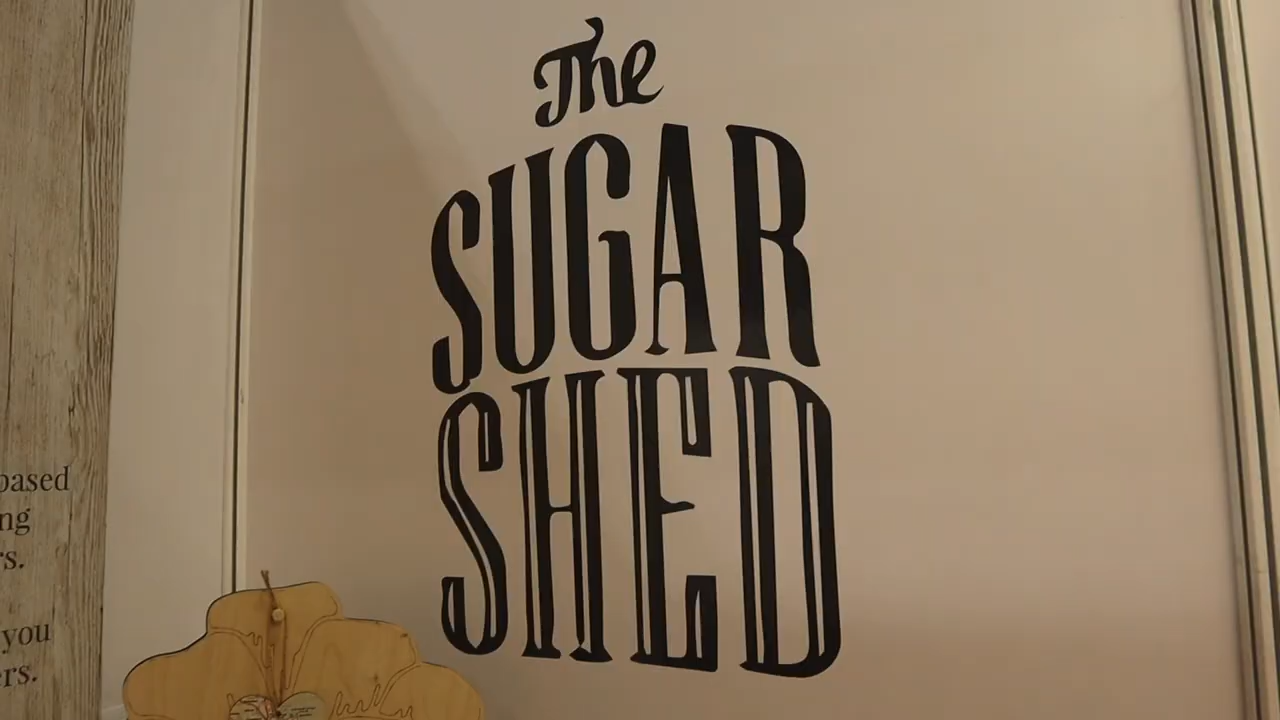 The
SUGAR
SHED
based
ng
rs.
you
ers.